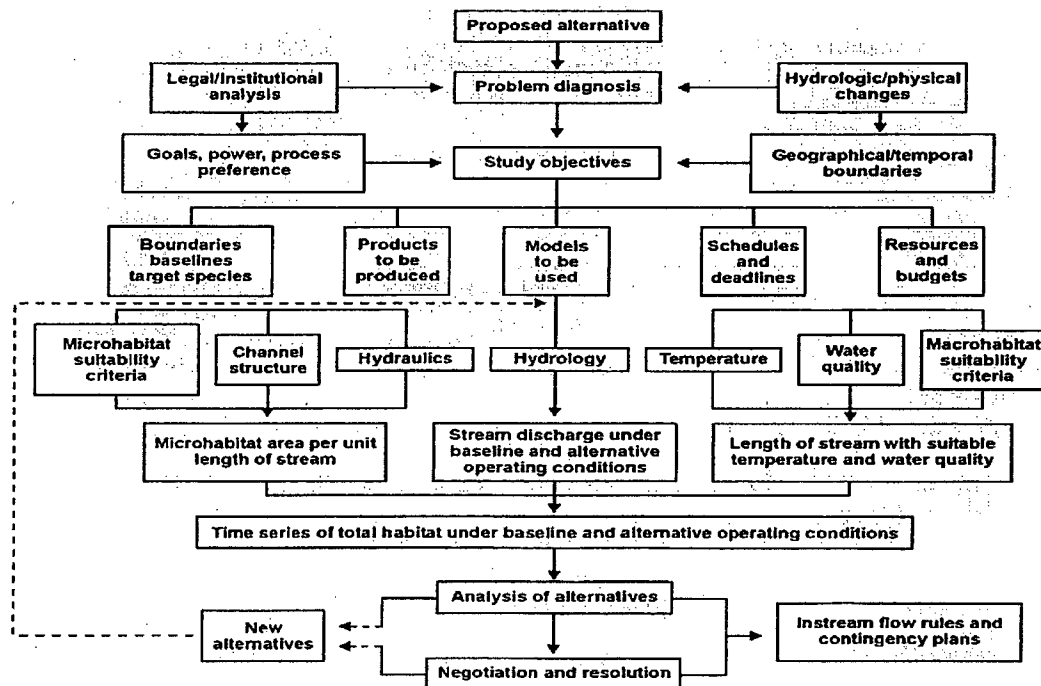 Proposed alternative
Legal/institutional
analysis
Problem diagnosis
Hydrologic/physical
changes
Goals, power, process
preference
Study objectives
Geographical/temporal
boundaries
Boundaries
baselines
target species
Products
to be
produced
Models
to be
used
Schedules
and
deadlines
Resources
and
budgets
Microhabitat
suitability
criteria
Channel
structure
Hydraulics
Hydrology
Temperature
Water
quality
Macrohabitat
suitability
criteria
Microhabitat area per unit
length of stream
Stream discharge under
baseline and alternative
operating conditions
Length of stream with suitable
temperature and water quality
Time series of total habitat under baseline and alternative operating conditions
Analysis of alternatives
New
alternatives
Instream flow rules and
contingency plans
Negotiation and resolution